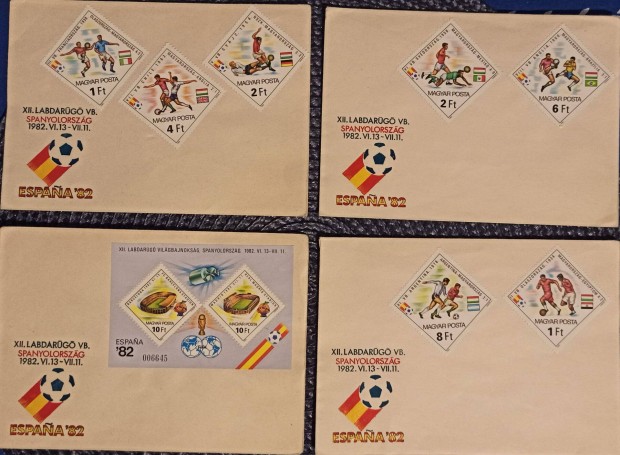 1 Ft
MAGYAR POSTA
4 Ft
MAGYAR POSTA
2 Ft
MAGYAR POSTA
XII. LABDARÚGÓ VB.
SPANYOLORSZÁG
1982. VI. 13-VII. 11.
ESPAÑA '82
MAGYAR POSTA
2 Ft
MAGYAR POSTA
6 Ft
XII. LABDARÚGÓ VB.
SPANYOLORSZÁG
1982. VI. 13-VII. 11.
ESPAÑA '82
XII. LABDARÚGÓ VILÁGBAJNOKSÁG, SPANYOLORSZÁG, 1982. VI. 13-VII. 11.
MAGYAR POSTA
10 Ft
MAGYAR POSTA
10 Ft
ESPAÑA
'82
006645
XII. LABDARÚGÓ VB.
SPANYOLORSZÁG
1982. VI. 13-VII. 11.
ESPAÑA '82
MAGYAR POSTA
8 Ft
MAGYAR POSTA
1 Ft
XII. LABDARÚGÓ VB.
SPANYOLORSZÁG
1982. VI. 13-VII. 11.
ESPAÑA '82